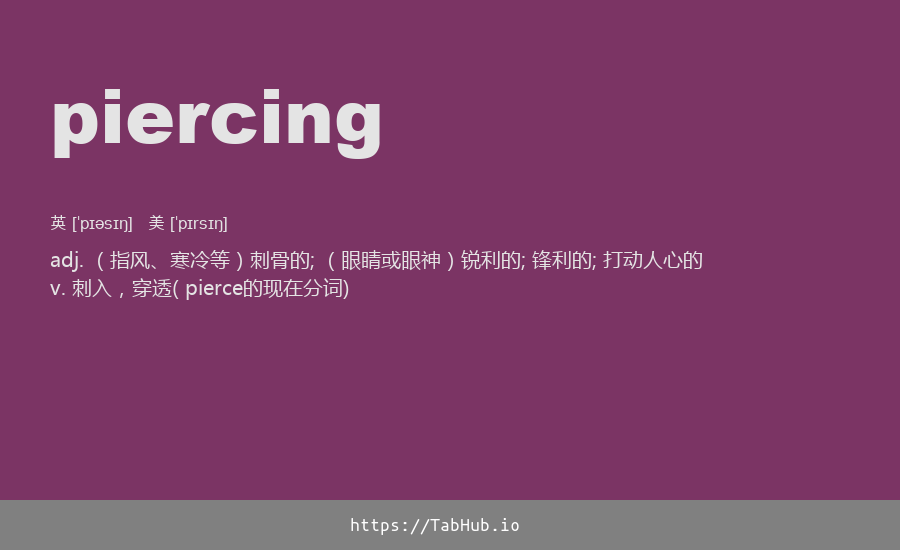 piercing
英 [ˈpɪəsɪŋ] 美 [ˈpɪrsɪŋ]
adj.（指风、寒冷等）刺骨的;（眼睛或眼神）锐利的; 锋利的; 打动人心的
v. 刺入，穿透( pierce的现在分词)
https://TabHub.io